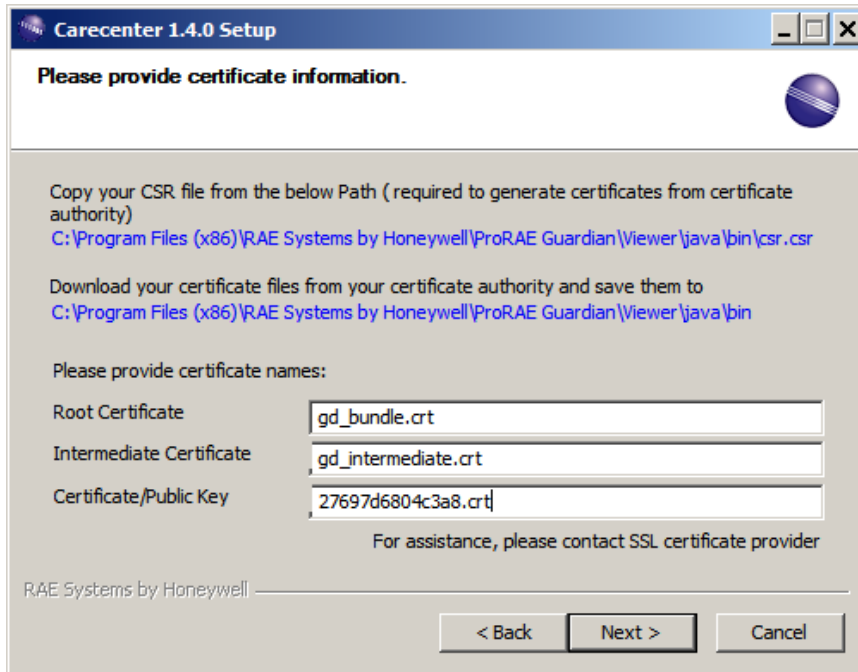 Carecenter 1.4.0 Setup
Please provide certificate information.
Copy your CSR file from the below Path ( required to generate certificates from certificate
authority)
C:\Program Files (x86)\RAE Systems by Honeywell\ProRAE Guardian\Viewer\java\bin\csr.csr
Download your certificate files from your certificate authority and save them to
C:\Program Files (x86)\RAE Systems by Honeywell\ProRAE Guardian\Viewer\java\bin
Please provide certificate names:
Root Certificate gd_bundle.crt
Intermediate Certificate gd_intermediate.crt
Certificate/Public Key 27697d6804c3a8.crt
For assistance, please contact SSL certificate provider
RAE Systems by Honeywell
< Back Next > Cancel